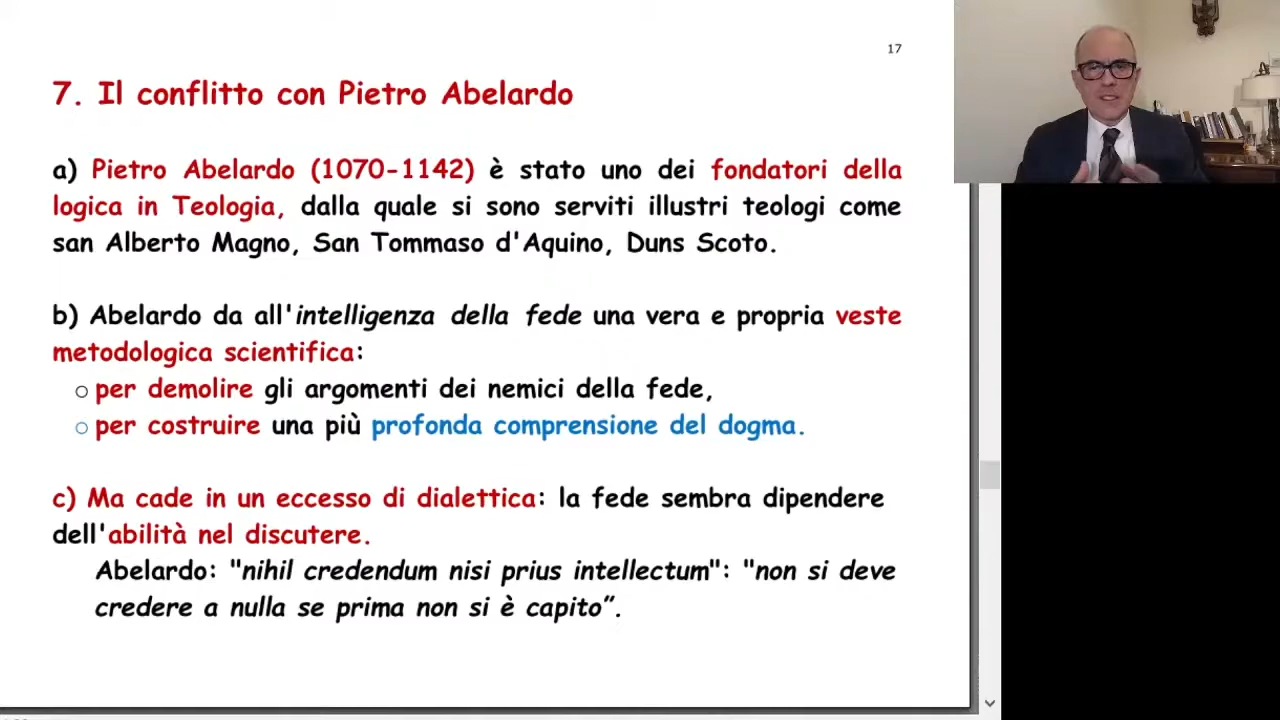 17
7. Il conflitto con Pietro Abelardo
a) Pietro Abelardo (1070-1142) è stato uno dei fondatori della
logica in Teologia, dalla quale si sono serviti illustri teologi come
san Alberto Magno, San Tommaso d'Aquino, Duns Scoto.
b) Abelardo da all'intelligenza della fede una vera e propria veste
metodologica scientifica:
o per demolire gli argomenti dei nemici della fede,
o per costruire una più profonda comprensione del dogma.
c) Ma cade in un eccesso di dialettica: la fede sembra dipendere
dell'abilità nel discutere.
Abelardo: "nihil credendum nisi prius intellectum": "non si deve
credere a nulla se prima non si è capito”.